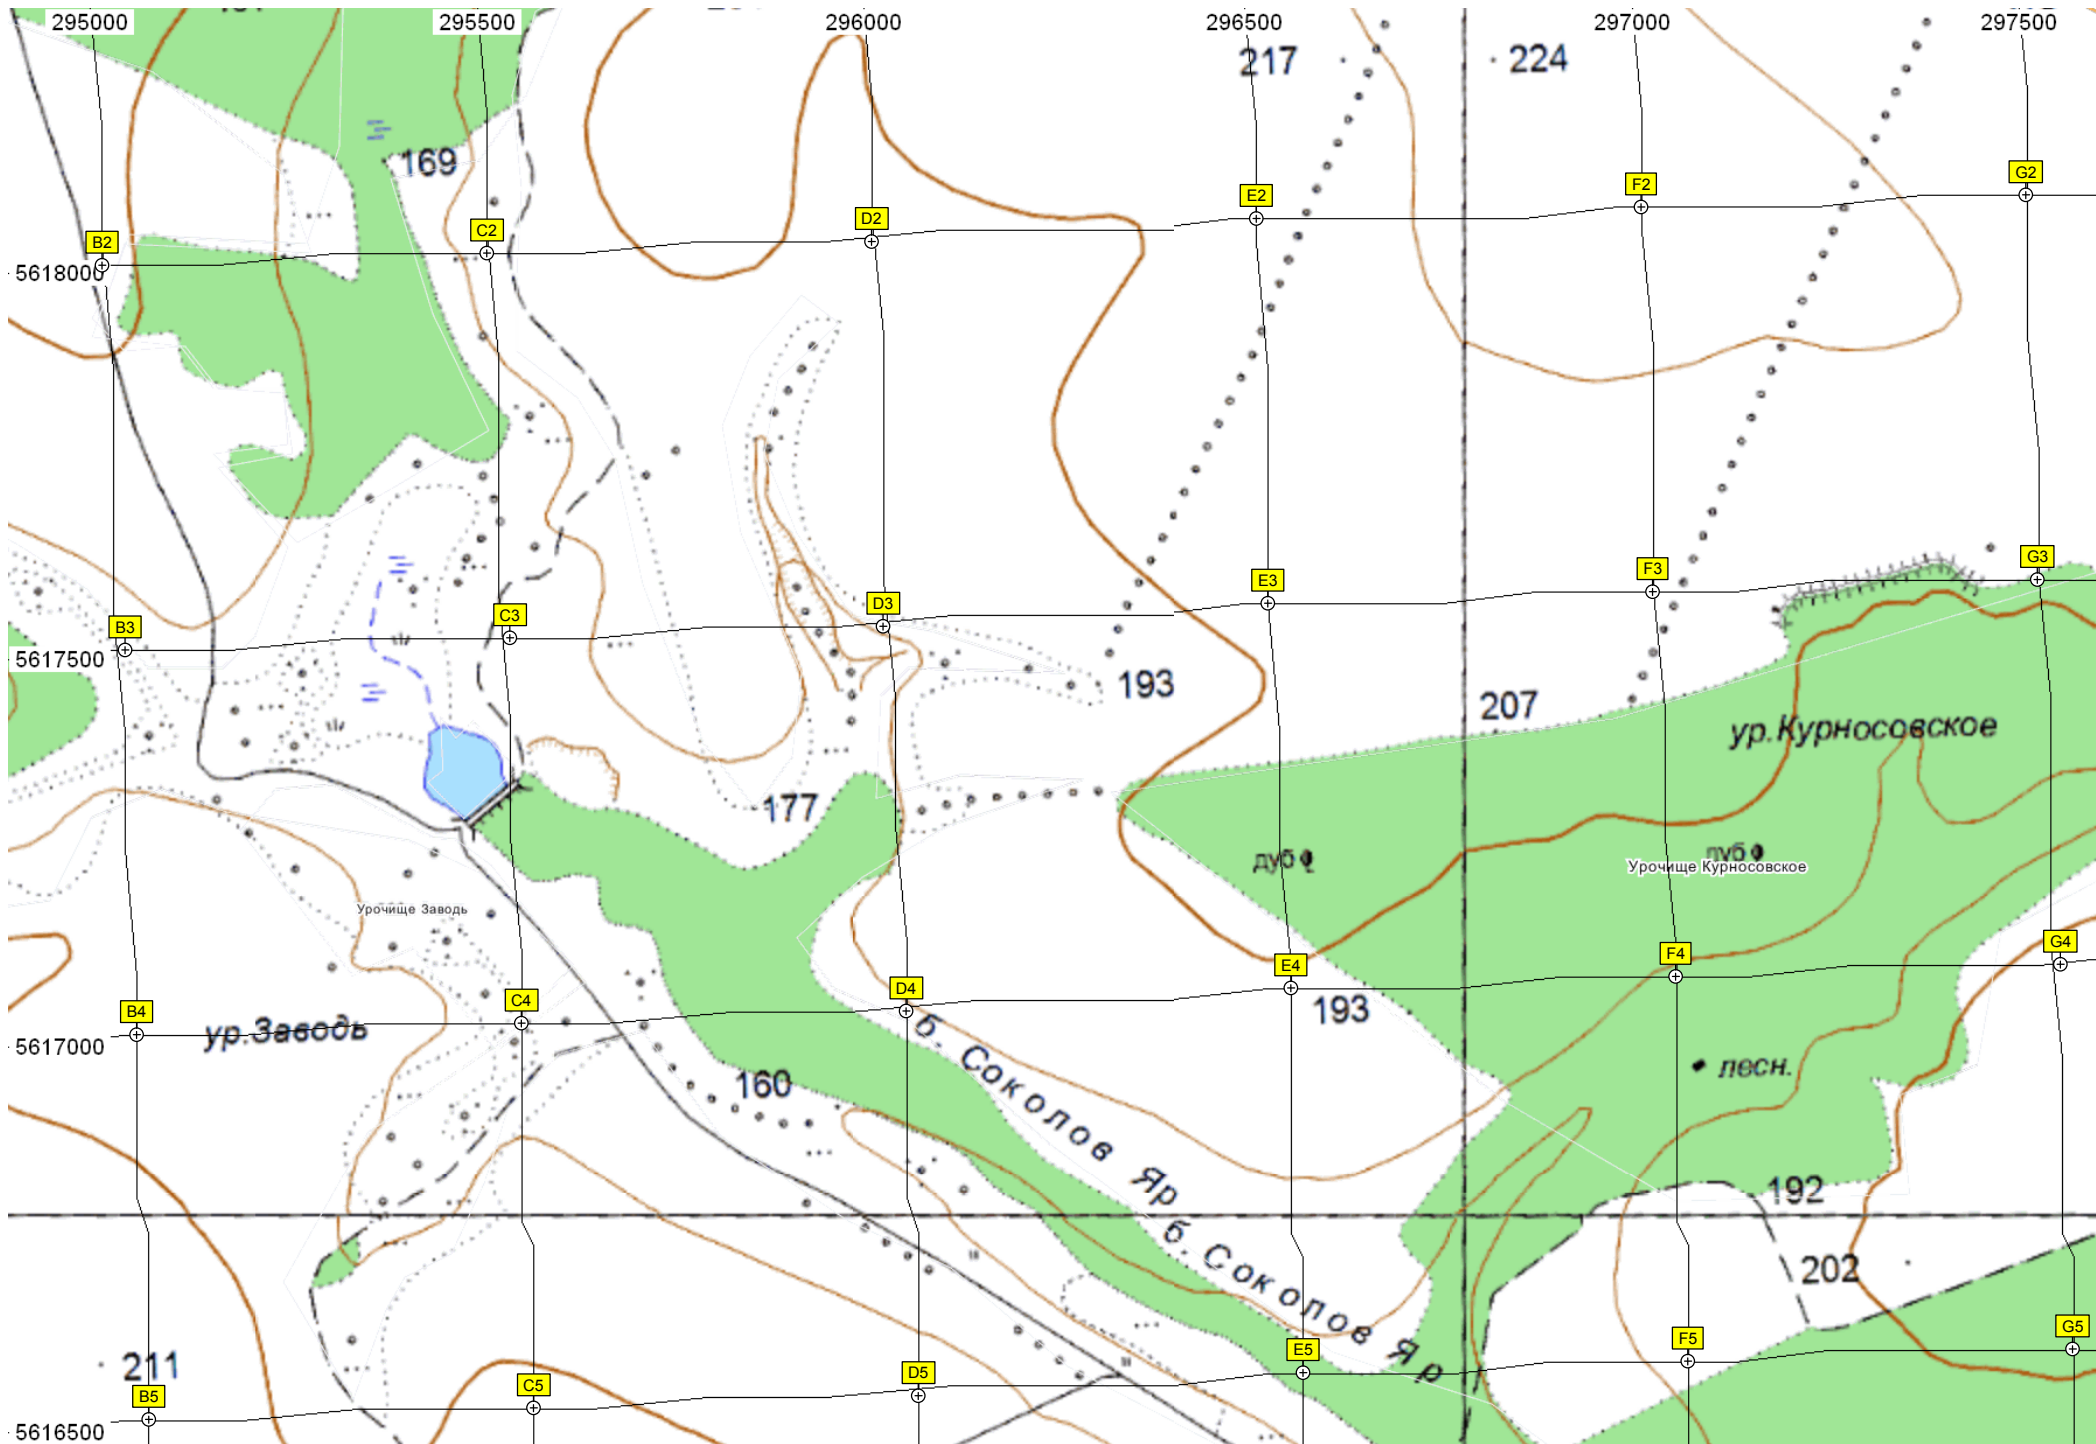 295000 295500 296000 296500 297000 297500
217 224
169
G2
F2
E2
D2
C2
B2
5618000
G3
F3
E3
D3
C3
B3
5617500
193
207
ур.Курносовское
177
дуб
дуб
Урочище Курносовское
Урочище Заводь
G4
F4
E4
D4
C4
B4
193
ур.Заводь
5617000
б. Соколов Яр
лесн.
160
192
б. Соколов Яр
202
G5
F5
E5
D5
C5
B5
211
5616500